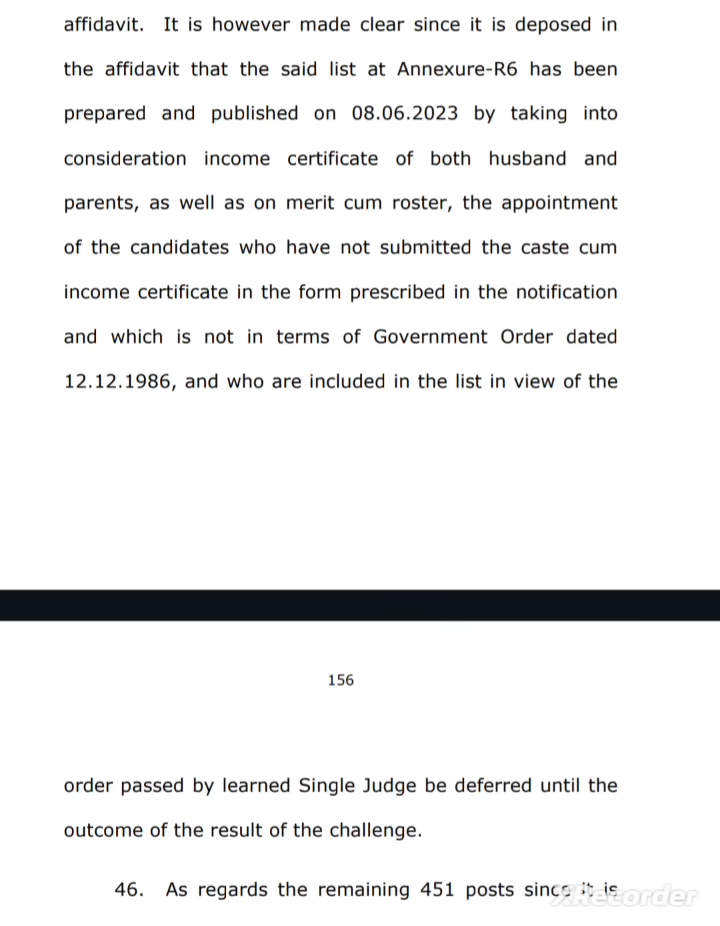 affidavit. It is however made clear since it is deposed in
the affidavit that the said list at Annexure-R6 has been
prepared and published on 08.06.2023 by taking into
consideration income certificate of both husband and
parents, as well as on merit cum roster, the appointment
of the candidates who have not submitted the caste cum
income certificate in the form prescribed in the notification
and which is not in terms of Government Order dated
12.12.1986, and who are included in the list in view of the
156
order passed by learned Single Judge be deferred until the
outcome of the result of the challenge.
46. As regards the remaining 451 posts since it is
XRecorder